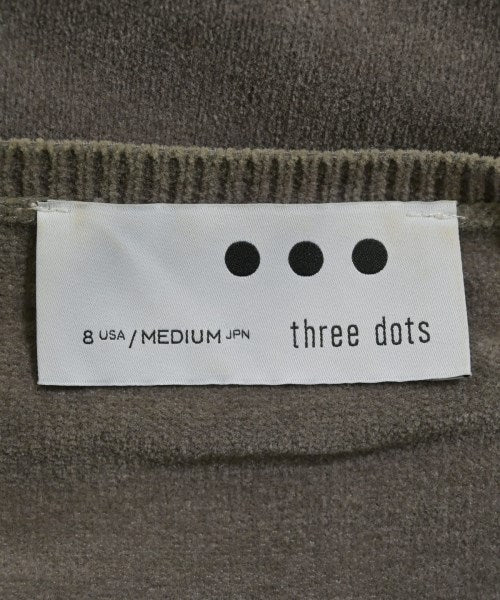 8 USA / MEDIUM JPN three dots